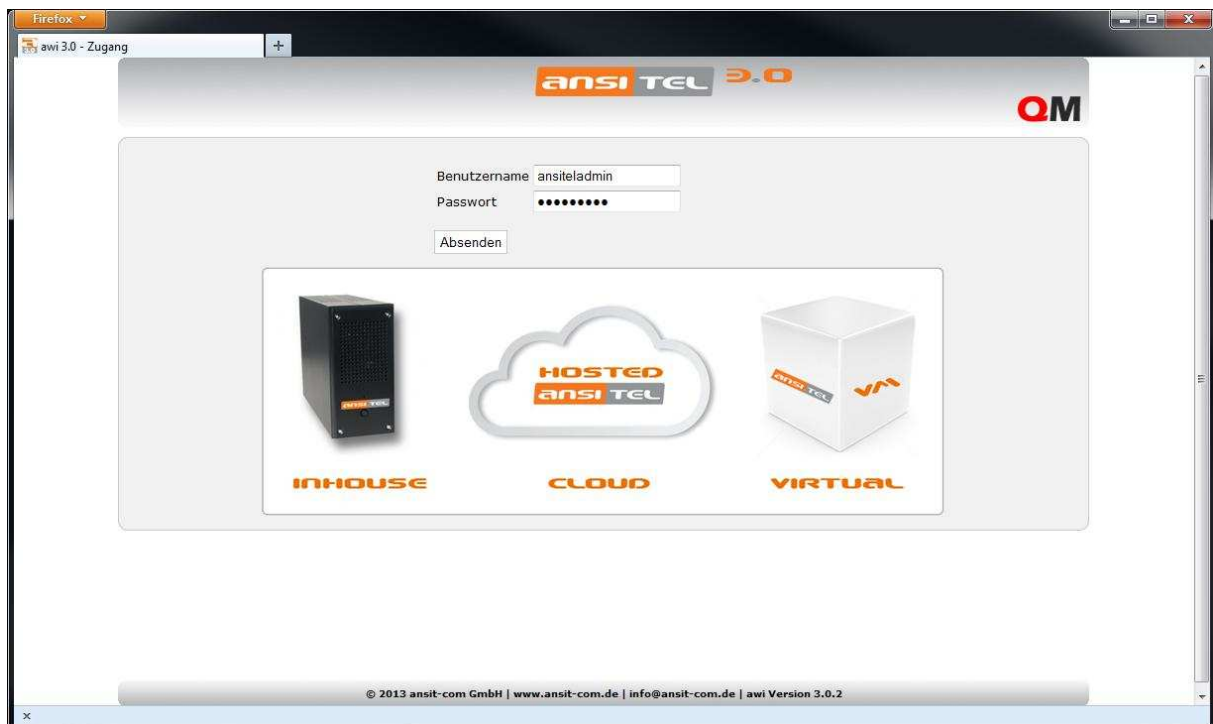 Firefox
awi 3.0 - Zugang
ansi TEL 3.0
QM
Benutzername ansiteladmin
Passwort •••••••••
Absenden
ansi TEL
HOSTED
ansi TEL
ansi TEL
VM
INHOUSE
CLOUD
VIRTUAL
© 2013 ansit-com GmbH | www.ansit-com.de | info@ansit-com.de | awi Version 3.0.2